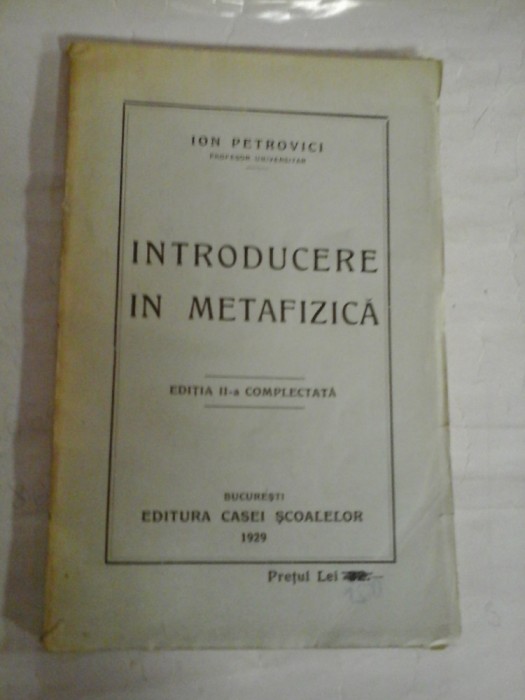 ION PETROVICI
PROFESOR UNIVERSITAR
INTRODUCERE
IN METAFIZICĂ
EDIȚIA II-a COMPLECTATĂ
BUCUREȘTI
EDITURA CASEI ȘCOALELOR
1929
Prețul Lei